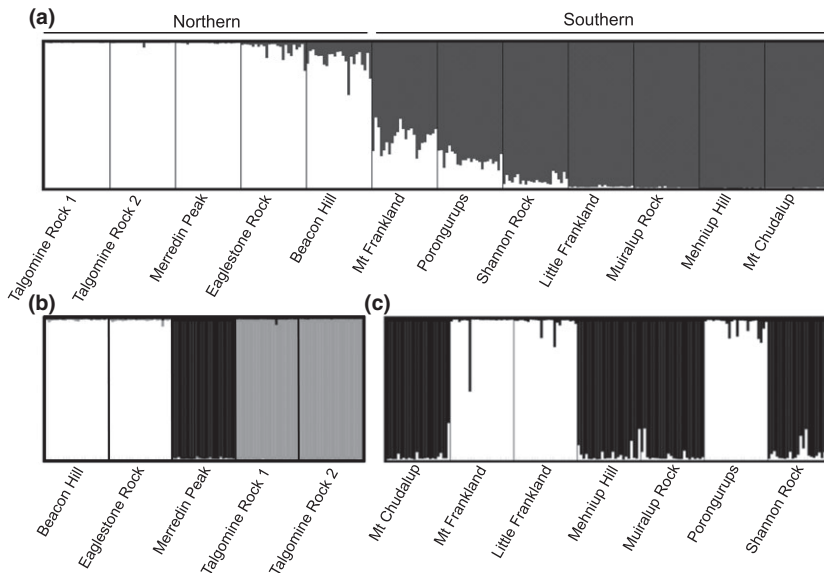 (a)
Northern
Southern
Talgomine Rock 1
Talgomine Rock 2
Merredin Peak
Eaglestone Rock
Beacon Hill
Mt Frankland
Porongurups
Shannon Rock
Little Frankland
Muiralup Rock
Mehniup Hill
Mt Chudalup
(b)
Beacon Hill
Eaglestone Rock
Merredin Peak
Talgomine Rock 1
Talgomine Rock 2
(c)
Mt Chudalup
Mt Frankland
Little Frankland
Mehniup Hill
Muiralup Rock
Porongurups
Shannon Rock